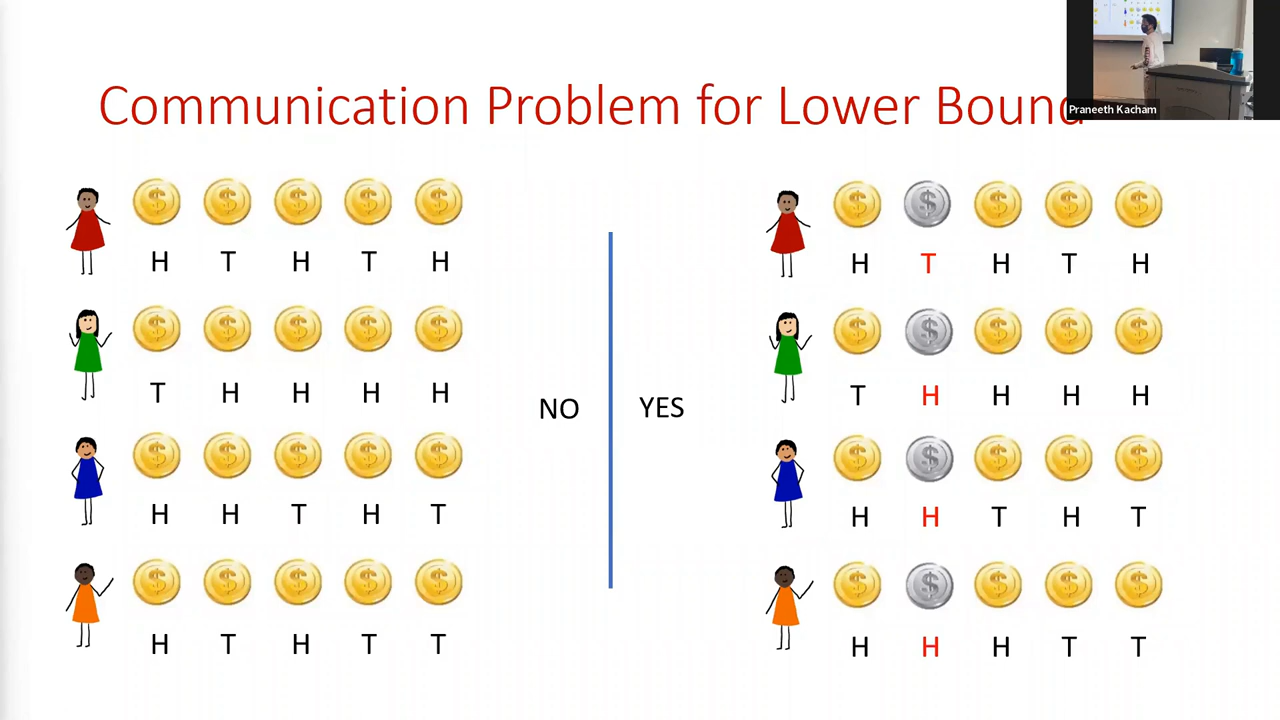 Communication Problem for Lower Bound
Praneeth Kacham
H T H T H
T H H H H
H H T H T
H T H T T
NO
YES
H T H T H
T H H H H
H H T H T
H H H T T